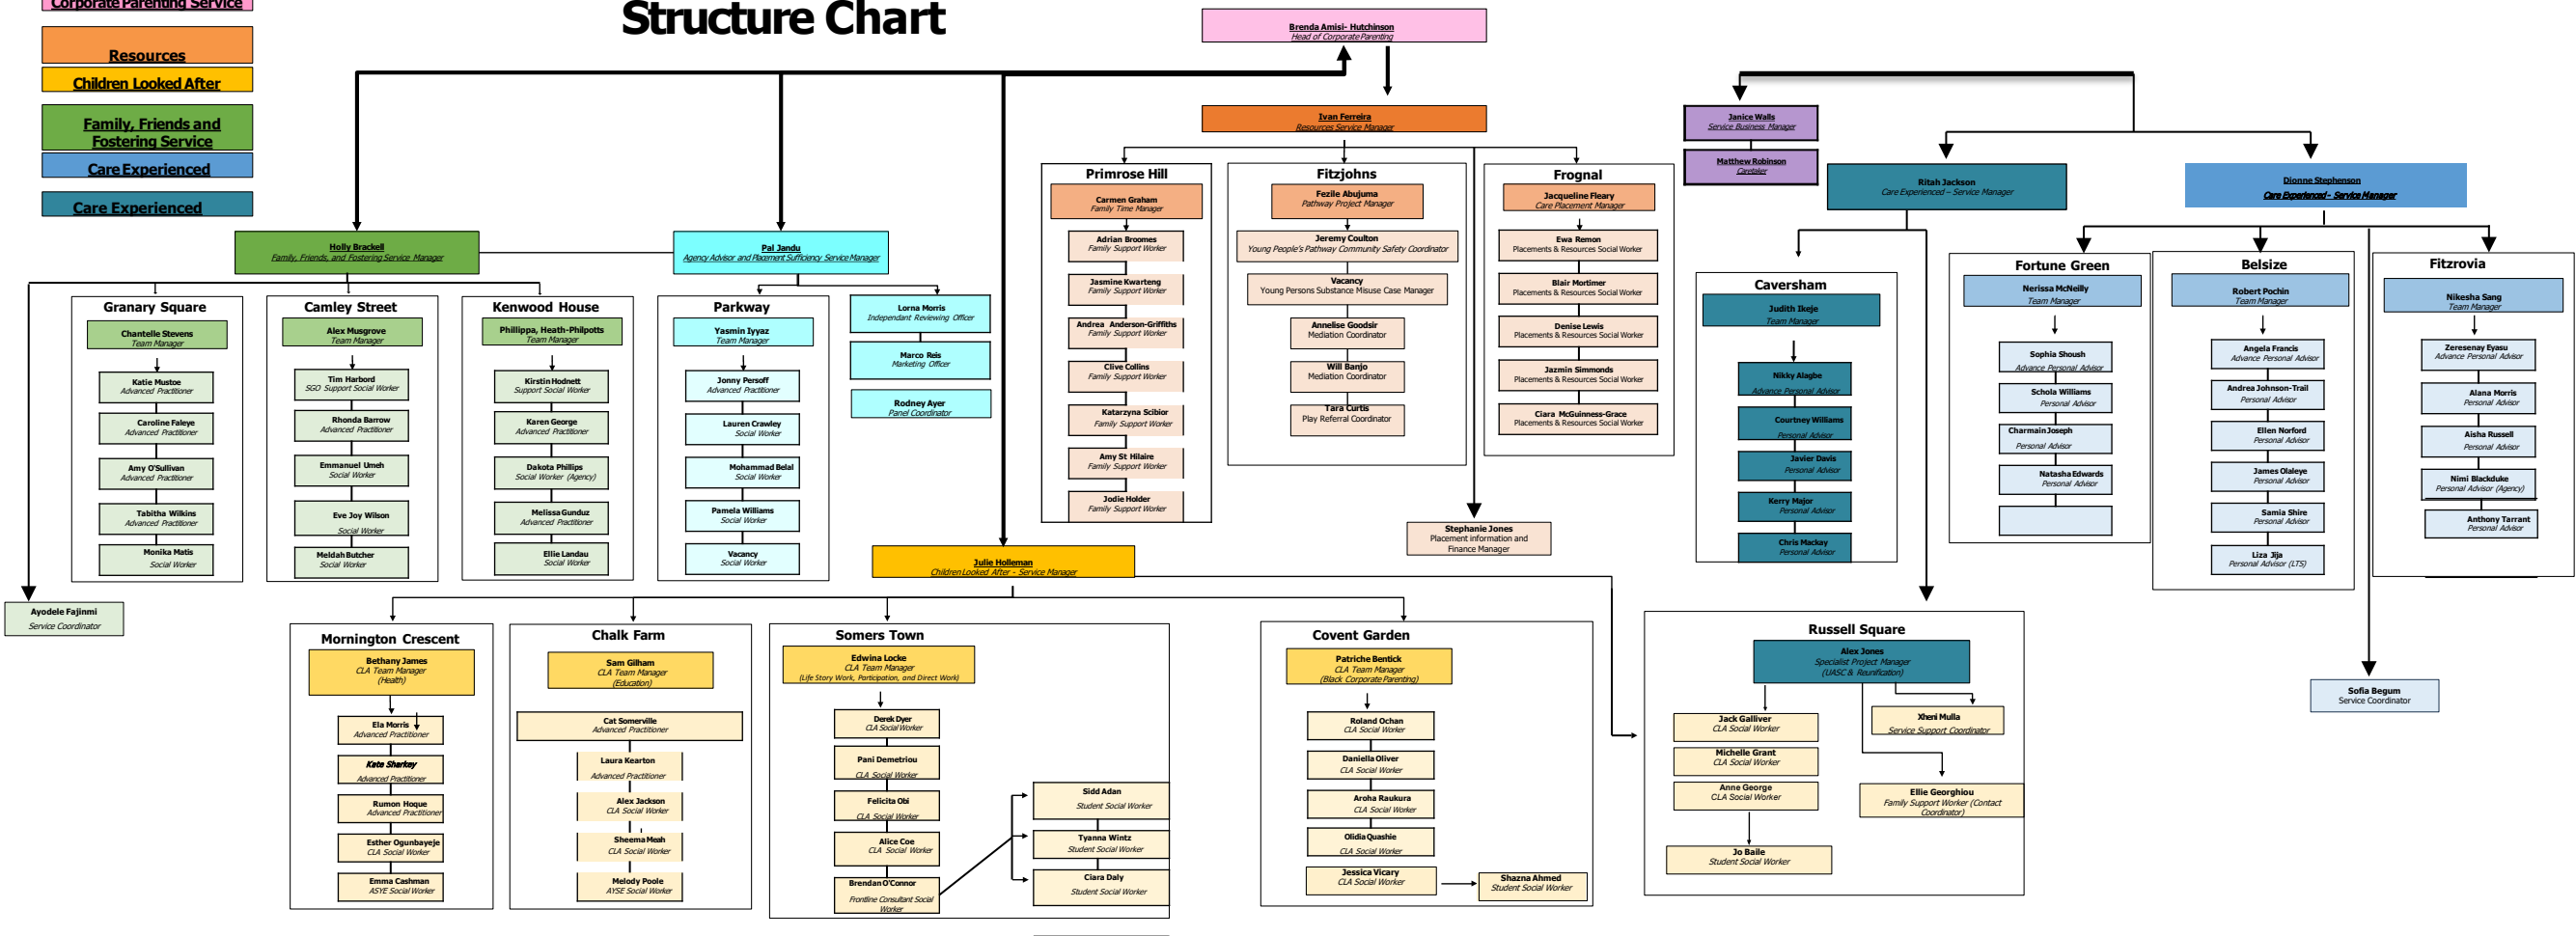 Corporate Parenting Service
Structure Chart
Resources
Children Looked After
Family, Friends and
Fostering Service
Care Experienced
Care Experienced
Brenda Amisi- Hutchinson
Head of Corporate Parenting
Ivan Ferreira
Resources Service Manager
Janice Walls
Service Business Manager
Matthew Robinson
Caretaker
Ritah Jackson
Care Experienced – Service Manager
Dionne Stephenson
Care Experienced - Service Manager
Holly Brackell
Family, Friends, and Fostering Service Manager
Pal Jandu
Agency Advisor and Placement Sufficiency Service Manager
Granary Square
Chantelle Stevens
Team Manager
Katie Mustoe
Advanced Practitioner
Caroline Faleye
Advanced Practitioner
Amy O'Sullivan
Advanced Practitioner
Tabitha Wilkins
Advanced Practitioner
Monika Matis
Social Worker
Ayodele Fajinmi
Service Coordinator
Camley Street
Alex Musgrove
Team Manager
Tim Harbord
SGO Support Social Worker
Rhonda Barrow
Advanced Practitioner
Emmanuel Umeh
Social Worker
Eve Joy Wilson
Social Worker
Meldah Butcher
Social Worker
Kenwood House
Phillippa, Heath-Philpotts
Team Manager
Kirstin Hodnett
Support Social Worker
Karen George
Advanced Practitioner
Dakota Phillips
Social Worker (Agency)
Melissa Gunduz
Advanced Practitioner
Ellie Landau
Social Worker
Parkway
Yasmin Iyyaz
Team Manager
Jonny Persoff
Advanced Practitioner
Lauren Crawley
Social Worker
Mohammad Belal
Social Worker
Pamela Williams
Social Worker
Vacancy
Social Worker
Lorna Morris
Independant Reviewing Officer
Marco Reis
Marketing Officer
Rodney Ayer
Panel Coordinator
Primrose Hill
Carmen Graham
Family Time Manager
Adrian Broomes
Family Support Worker
Jasmine Kwarteng
Family Support Worker
Andrea Anderson-Griffiths
Family Support Worker
Clive Collins
Family Support Worker
Katarzyna Scibior
Family Support Worker
Amy St Hilaire
Family Support Worker
Jodie Holder
Family Support Worker
Fitzjohns
Fezile Abujuma
Pathway Project Manager
Jeremy Coulton
Young People's Pathway Community Safety Coordinator
Vacancy
Young Persons Substance Misuse Case Manager
Annelise Goodsir
Mediation Coordinator
Will Banjo
Mediation Coordinator
Tara Curtis
Play Referral Coordinator
Frognal
Jacqueline Fleary
Care Placement Manager
Ewa Remon
Placements & Resources Social Worker
Blair Mortimer
Placements & Resources Social Worker
Denise Lewis
Placements & Resources Social Worker
Jazmin Simmonds
Placements & Resources Social Worker
Ciara McGuinness-Grace
Placements & Resources Social Worker
Stephanie Jones
Placement information and
Finance Manager
Caversham
Judith Ikeje
Team Manager
Nikky Alagbe
Advance Personal Advisor
Courtney Williams
Personal Advisor
Javier Davis
Personal Advisor
Kerry Major
Personal Advisor
Chris Mackay
Personal Advisor
Fortune Green
Nerissa McNeilly
Team Manager
Sophia Shoush
Advance Personal Advisor
Schola Williams
Personal Advisor
Charmain Joseph
Personal Advisor
Natasha Edwards
Personal Advisor
Belsize
Robert Pochin
Team Manager
Angela Francis
Advance Personal Advisor
Andrea Johnson-Trail
Personal Advisor
Ellen Norford
Personal Advisor
James Olaleye
Personal Advisor
Samia Shire
Personal Advisor
Liza Jija
Personal Advisor (LTS)
Fitzrovia
Nikesha Sang
Team Manager
Zeresenay Eyasu
Advance Personal Advisor
Alana Morris
Personal Advisor
Aisha Russell
Personal Advisor
Nimi Blackduke
Personal Advisor (Agency)
Anthony Tarrant
Personal Advisor
Sofia Begum
Service Coordinator
Julie Holleman
Children Looked After - Service Manager
Mornington Crescent
Bethany James
CLA Team Manager
(Health)
Ela Morris
Advanced Practitioner
Kate Sharkey
Advanced Practitioner
Rumon Hoque
Advanced Practitioner
Esther Ogunbayeje
CLA Social Worker
Emma Cashman
ASYE Social Worker
Chalk Farm
Sam Gilham
CLA Team Manager
(Education)
Cat Somerville
Advanced Practitioner
Laura Kearton
Advanced Practitioner
Alex Jackson
CLA Social Worker
Sheema Meah
CLA Social Worker
Melody Poole
AYSE Social Worker
Somers Town
Edwina Locke
CLA Team Manager
(Life Story Work, Participation, and Direct Work)
Derek Dyer
CLA Social Worker
Pani Demetriou
CLA Social Worker
Felicita Obi
CLA Social Worker
Alice Coe
CLA Social Worker
Brendan O'Connor
Frontline Consultant Social
Worker
Sidd Adan
Student Social Worker
Tyanna Wintz
Student Social Worker
Ciara Daly
Student Social Worker
Covent Garden
Patriche Bentick
CLA Team Manager
(Black Corporate Parenting)
Roland Ochan
CLA Social Worker
Daniella Oliver
CLA Social Worker
Aroha Raukura
CLA Social Worker
Olidia Quashie
CLA Social Worker
Jessica Vicary
CLA Social Worker
Shazna Ahmed
Student Social Worker
Russell Square
Alex Jones
Specialist Project Manager
(UASC & Reunification)
Jack Galliver
CLA Social Worker
Michelle Grant
CLA Social Worker
Anne George
CLA Social Worker
Jo Baile
Student Social Worker
Xheni Mulla
Service Support Coordinator
Ellie Georghiou
Family Support Worker (Contact
Coordinator)